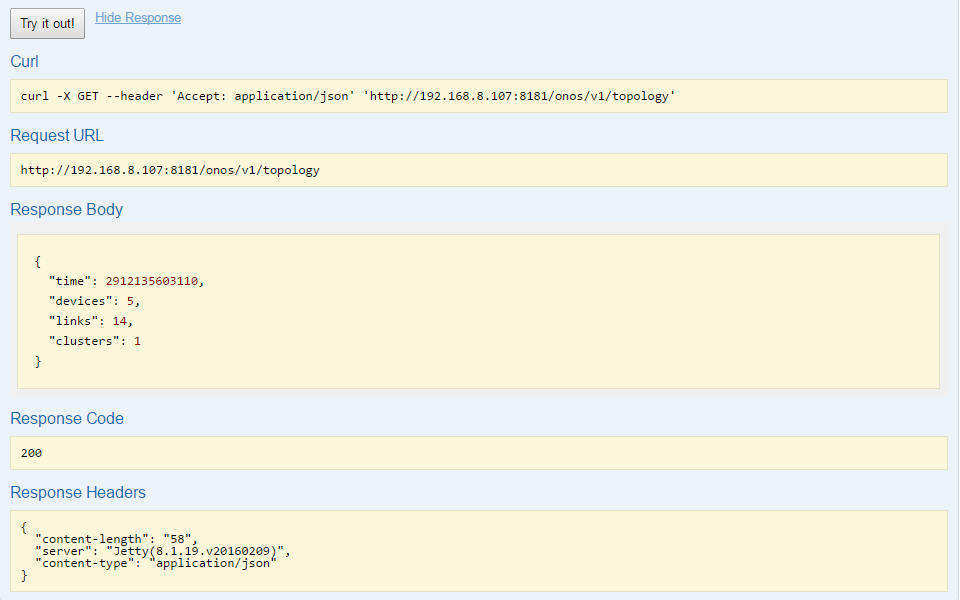 Try it out! Hide Response
Curl
curl -X GET --header 'Accept: application/json' 'http://192.168.8.107:8181/onos/v1/topology'
Request URL
http://192.168.8.107:8181/onos/v1/topology
Response Body
{
  "time": 2912135603110,
  "devices": 5,
  "links": 14,
  "clusters": 1
}
Response Code
200
Response Headers
{
  "content-length": "58",
  "server": "Jetty(8.1.19.v20160209)",
  "content-type": "application/json"
}